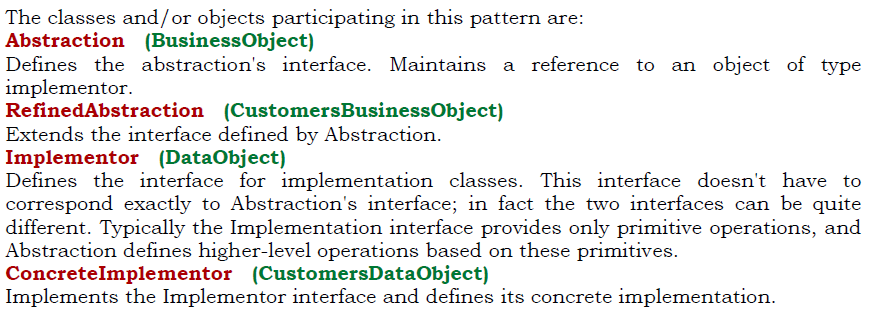 The classes and/or objects participating in this pattern are:
Abstraction (BusinessObject)
Defines the abstraction's interface. Maintains a reference to an object of type
implementor.
RefinedAbstraction (CustomersBusinessObject)
Extends the interface defined by Abstraction.
Implementor (DataObject)
Defines the interface for implementation classes. This interface doesn't have to
correspond exactly to Abstraction's interface; in fact the two interfaces can be quite
different. Typically the Implementation interface provides only primitive operations, and
Abstraction defines higher-level operations based on these primitives.
ConcreteImplementor (CustomersDataObject)
Implements the Implementor interface and defines its concrete implementation.